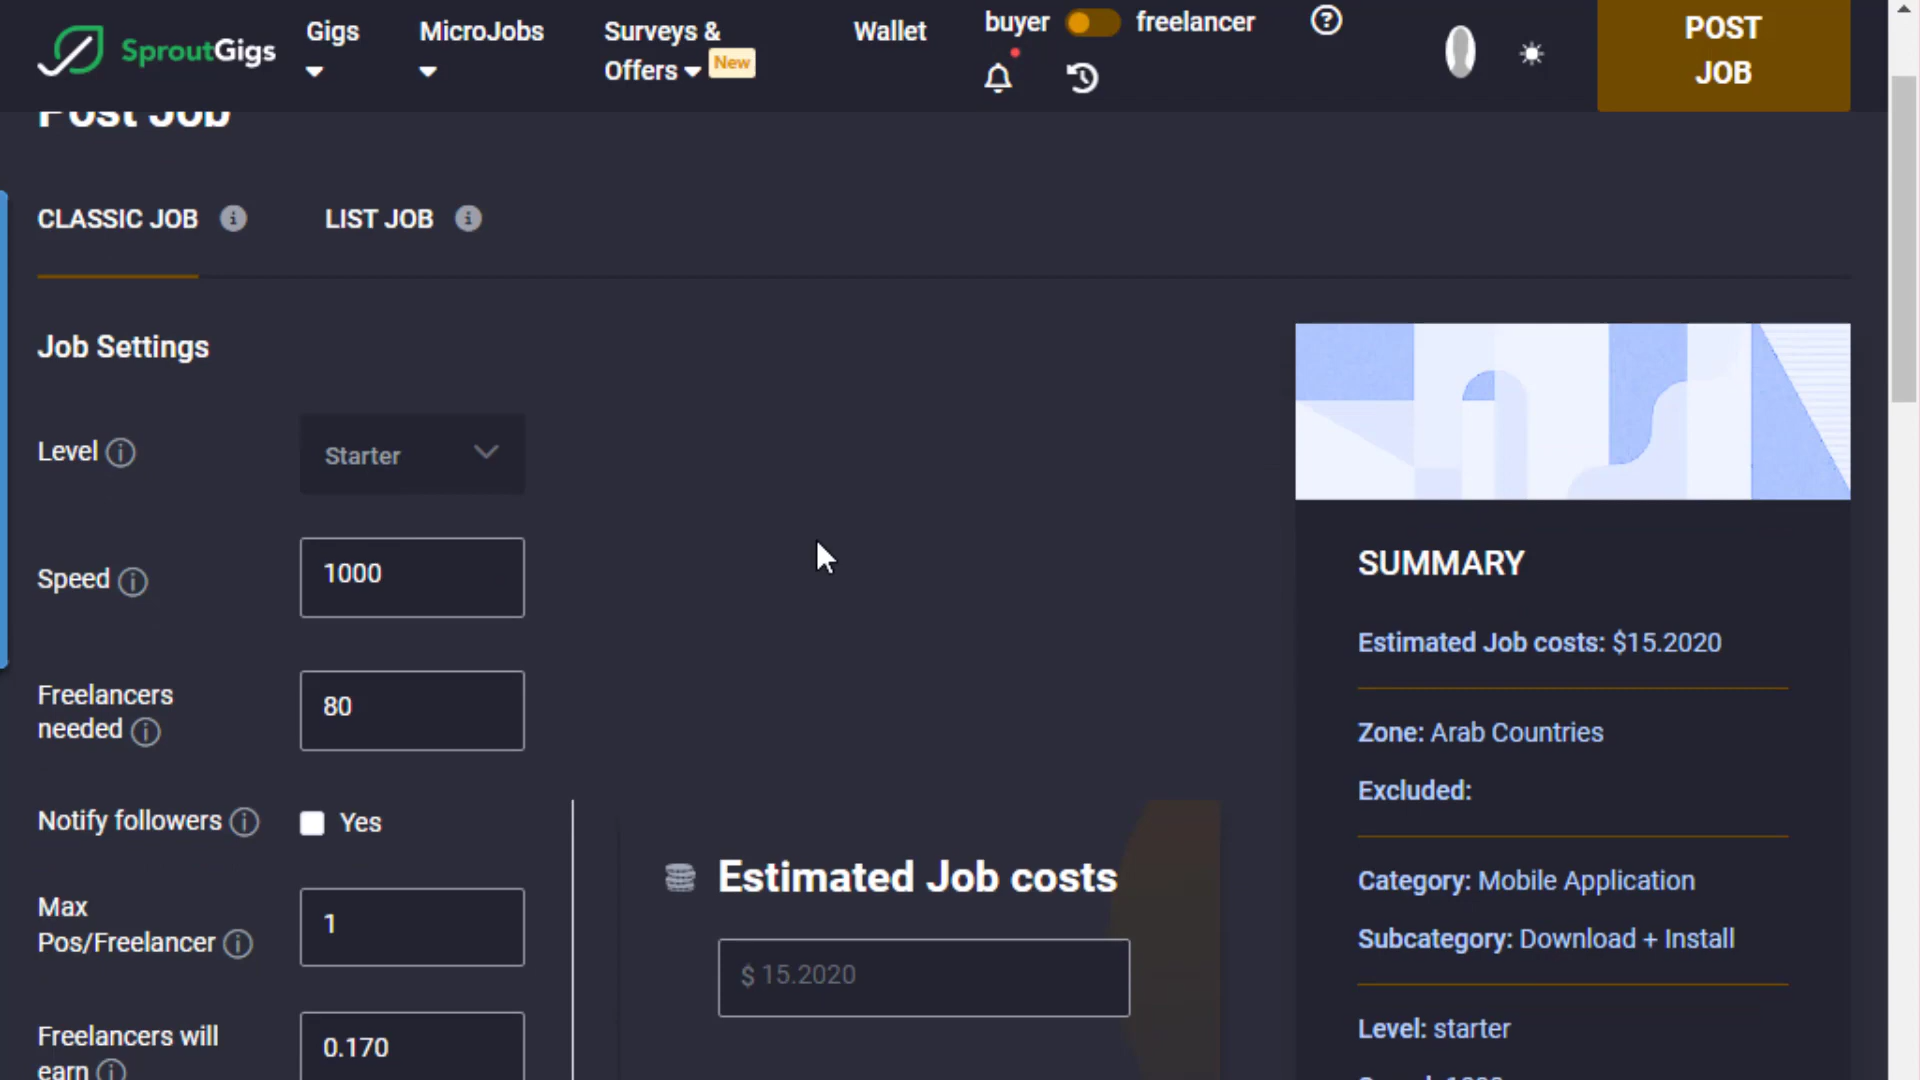 SproutGigs
Gigs
MicroJobs
Surveys &
Offers
New
Wallet
buyer
freelancer
POST
JOB
Post Job
CLASSIC JOB
LIST JOB
Job Settings
Level
Starter
Speed
1000
Freelancers
needed
80
Notify followers
Yes
Max
Pos/Freelancer
1
Freelancers will
earn
0.170
Estimated Job costs
$ 15.2020
SUMMARY
Estimated Job costs: $15.2020
Zone: Arab Countries
Excluded:
Category: Mobile Application
Subcategory: Download + Install
Level: starter